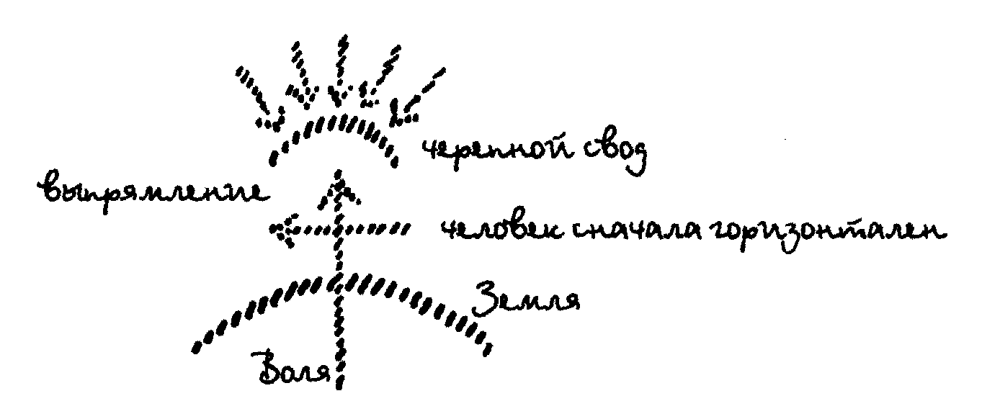 черепной свод
выпрямление
человек сначала горизонтален
Земля
Воля